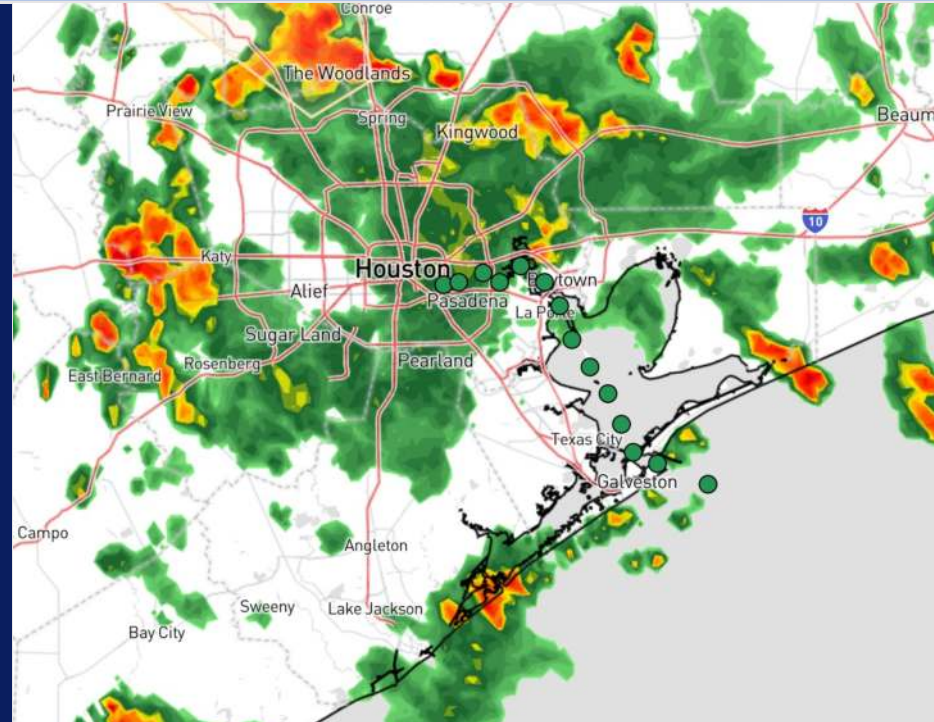 Conroe
The Woodlands
Prairie View
Spring
Kingwood
Beaum
10
Katy
Houston
Alief
Baytown
Pasadena
La Porte
Sugar Land
Pearland
Rosenberg
East Bernard
Texas City
Galveston
Campo
Angleton
Sweeny
Lake Jackson
Bay City